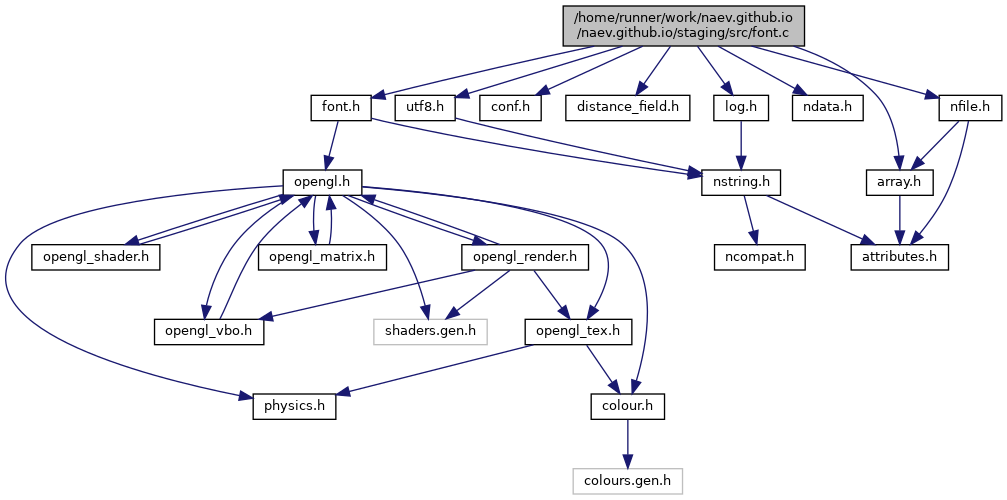 /home/runner/work/naev.github.io
/naev.github.io/staging/src/font.c
font.h
utf8.h
conf.h
distance_field.h
log.h
ndata.h
nfile.h
opengl.h
nstring.h
array.h
opengl_shader.h
opengl_matrix.h
opengl_render.h
ncompat.h
attributes.h
opengl_vbo.h
shaders.gen.h
opengl_tex.h
physics.h
colour.h
colours.gen.h